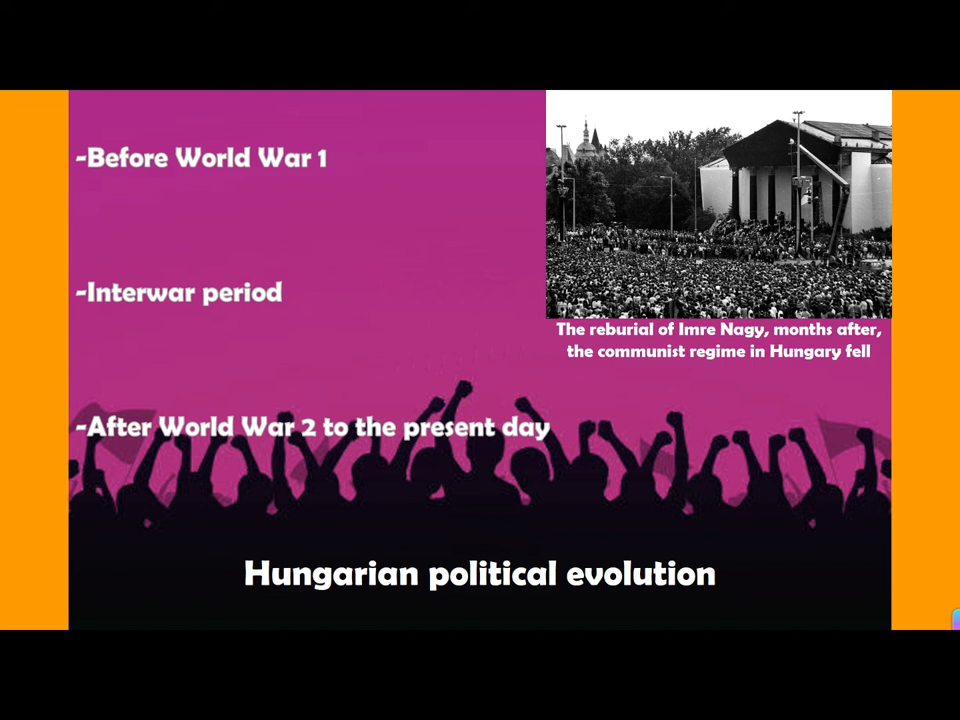 -Before World War 1
-Interwar period
-After World War 2 to the present day
The reburial of Imre Nagy, months after,
the communist regime in Hungary fell
Hungarian political evolution